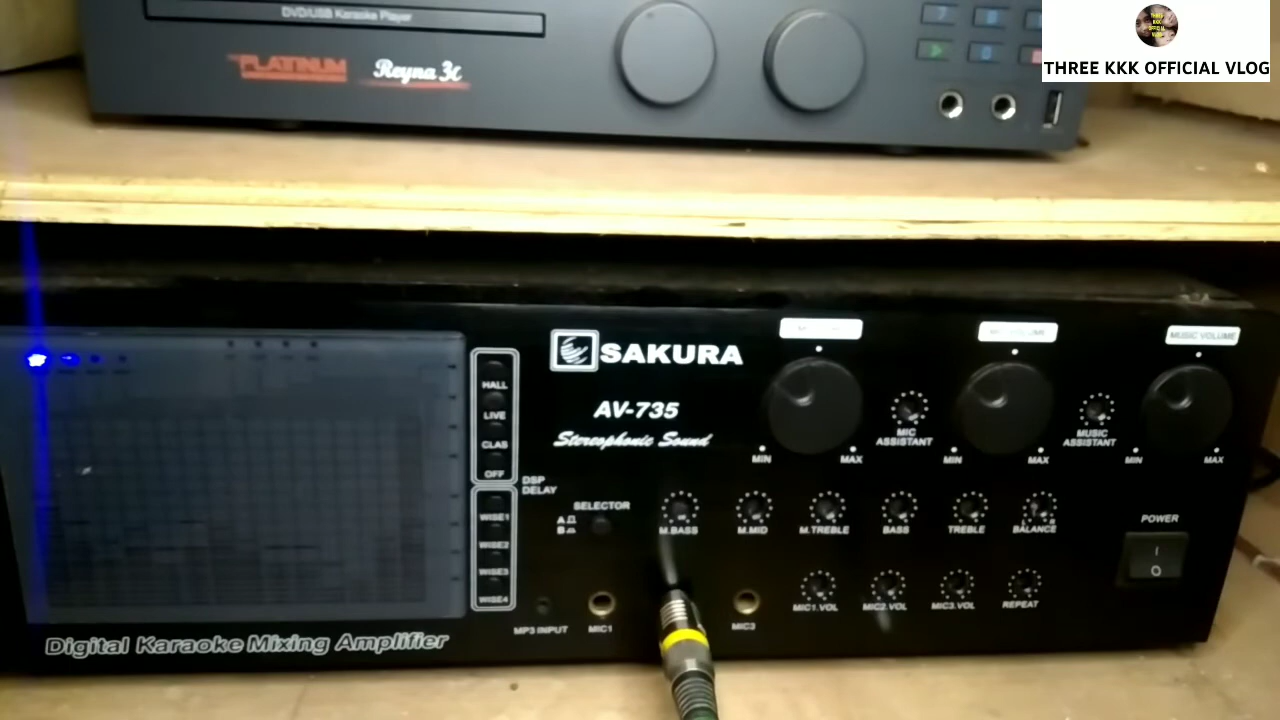 DVD/USB Karaoke Player
PLATINUM
Reyna 3
THREE KKK OFFICIAL VLOG
SAKURA
AV-735
Stereophonic Sound
HALL
LIVE
CLAS
OFF
DSP
DELAY
WISE1
WISE2
WISE3
WISE4
SELECTOR
A
B
MUSIC VOLUME
MIN
MAX
MIC
ASSISTANT
MIN
MAX
MUSIC
ASSISTANT
MIN
MAX
M.BASS
M.MID
M.TREBLE
BASS
TREBLE
BALANCE
POWER
MP3 INPUT
MIC1
MIC3
MIC1.VOL
MIC2.VOL
MIC3.VOL
REPEAT
Digital Karaoke Mixing Amplifier